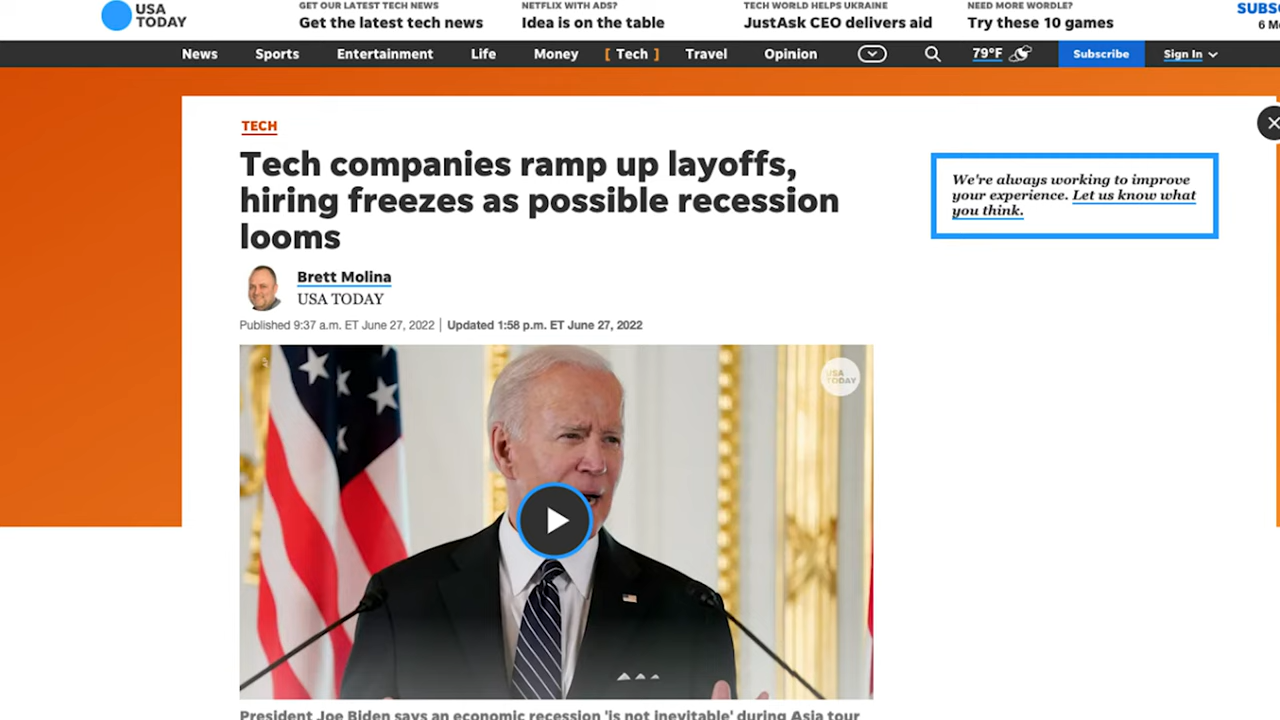 USA
TODAY
GET OUR LATEST TECH NEWS
Get the latest tech news
NETFLIX WITH ADS?
Idea is on the table
TECH WORLD HELPS UKRAINE
JustAsk CEO delivers aid
NEED MORE WORDLE?
Try these 10 games
SUBS
6 M
News Sports Entertainment Life Money [ Tech ] Travel Opinion 79°F Subscribe Sign In
TECH
Tech companies ramp up layoffs,
hiring freezes as possible recession
looms
Brett Molina
USA TODAY
Published 9:37 a.m. ET June 27, 2022 | Updated 1:58 p.m. ET June 27, 2022
We're always working to improve
your experience. Let us know what
you think.
USA
TODAY
President Joe Biden says an economic recession 'is not inevitable' during Asia tour